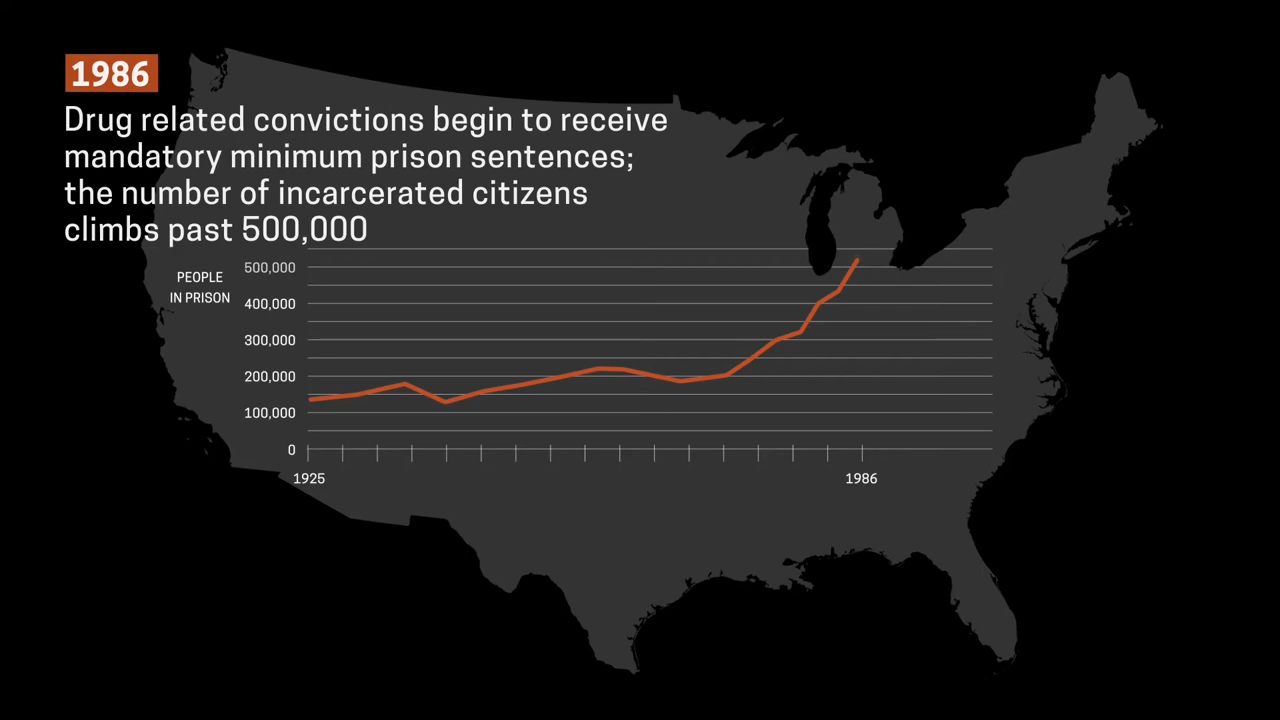 1986
Drug related convictions begin to receive
mandatory minimum prison sentences;
the number of incarcerated citizens
climbs past 500,000
PEOPLE
IN PRISON
500,000
400,000
300,000
200,000
100,000
0
1925
1986